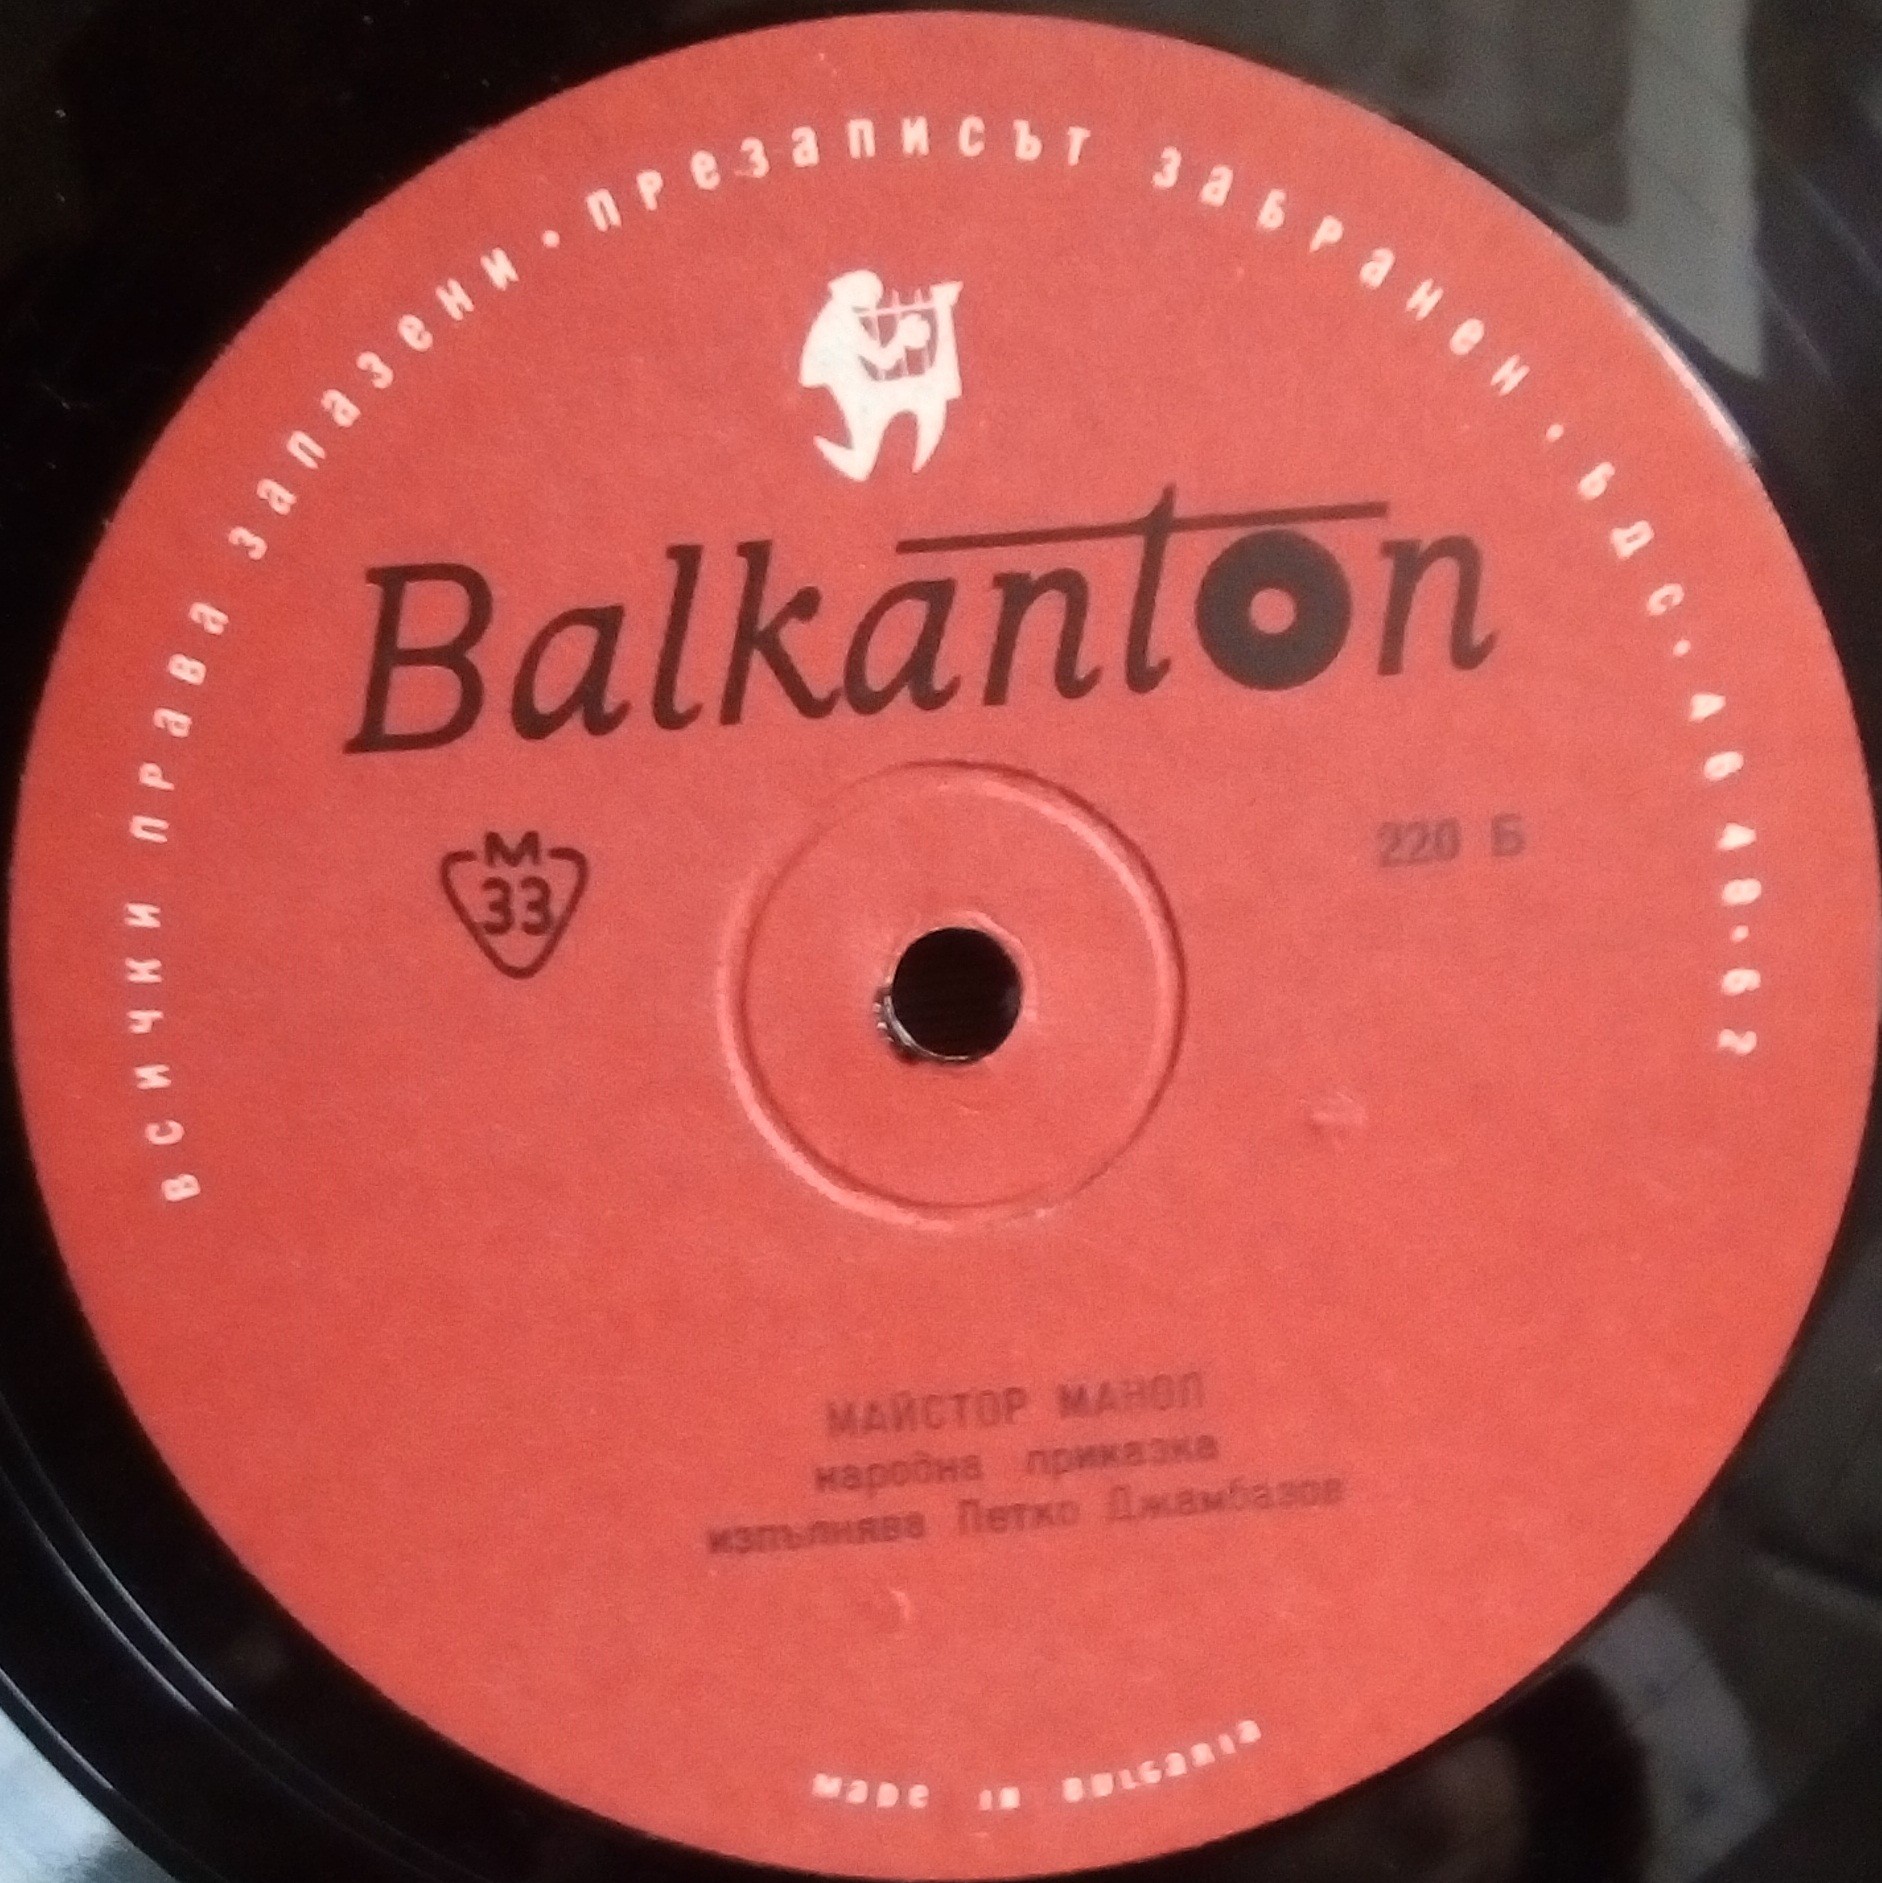 всички права запазени • презаписът забранен • бдс • 4648 • 62
Balkanton
М
33
220 Б
МАЙСТОР МАНОЛ
народна приказка
изпълнява Петко Джамбазов
made in bulgaria